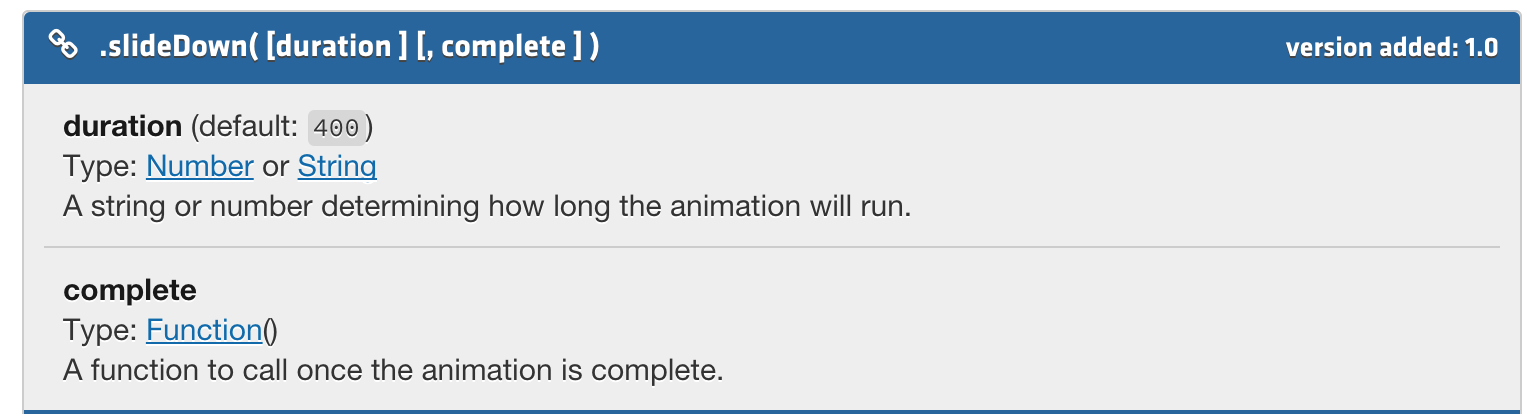 .slideDown( [duration ] [, complete ] )
version added: 1.0
duration (default: 400)
Type: Number or String
A string or number determining how long the animation will run.
complete
Type: Function()
A function to call once the animation is complete.